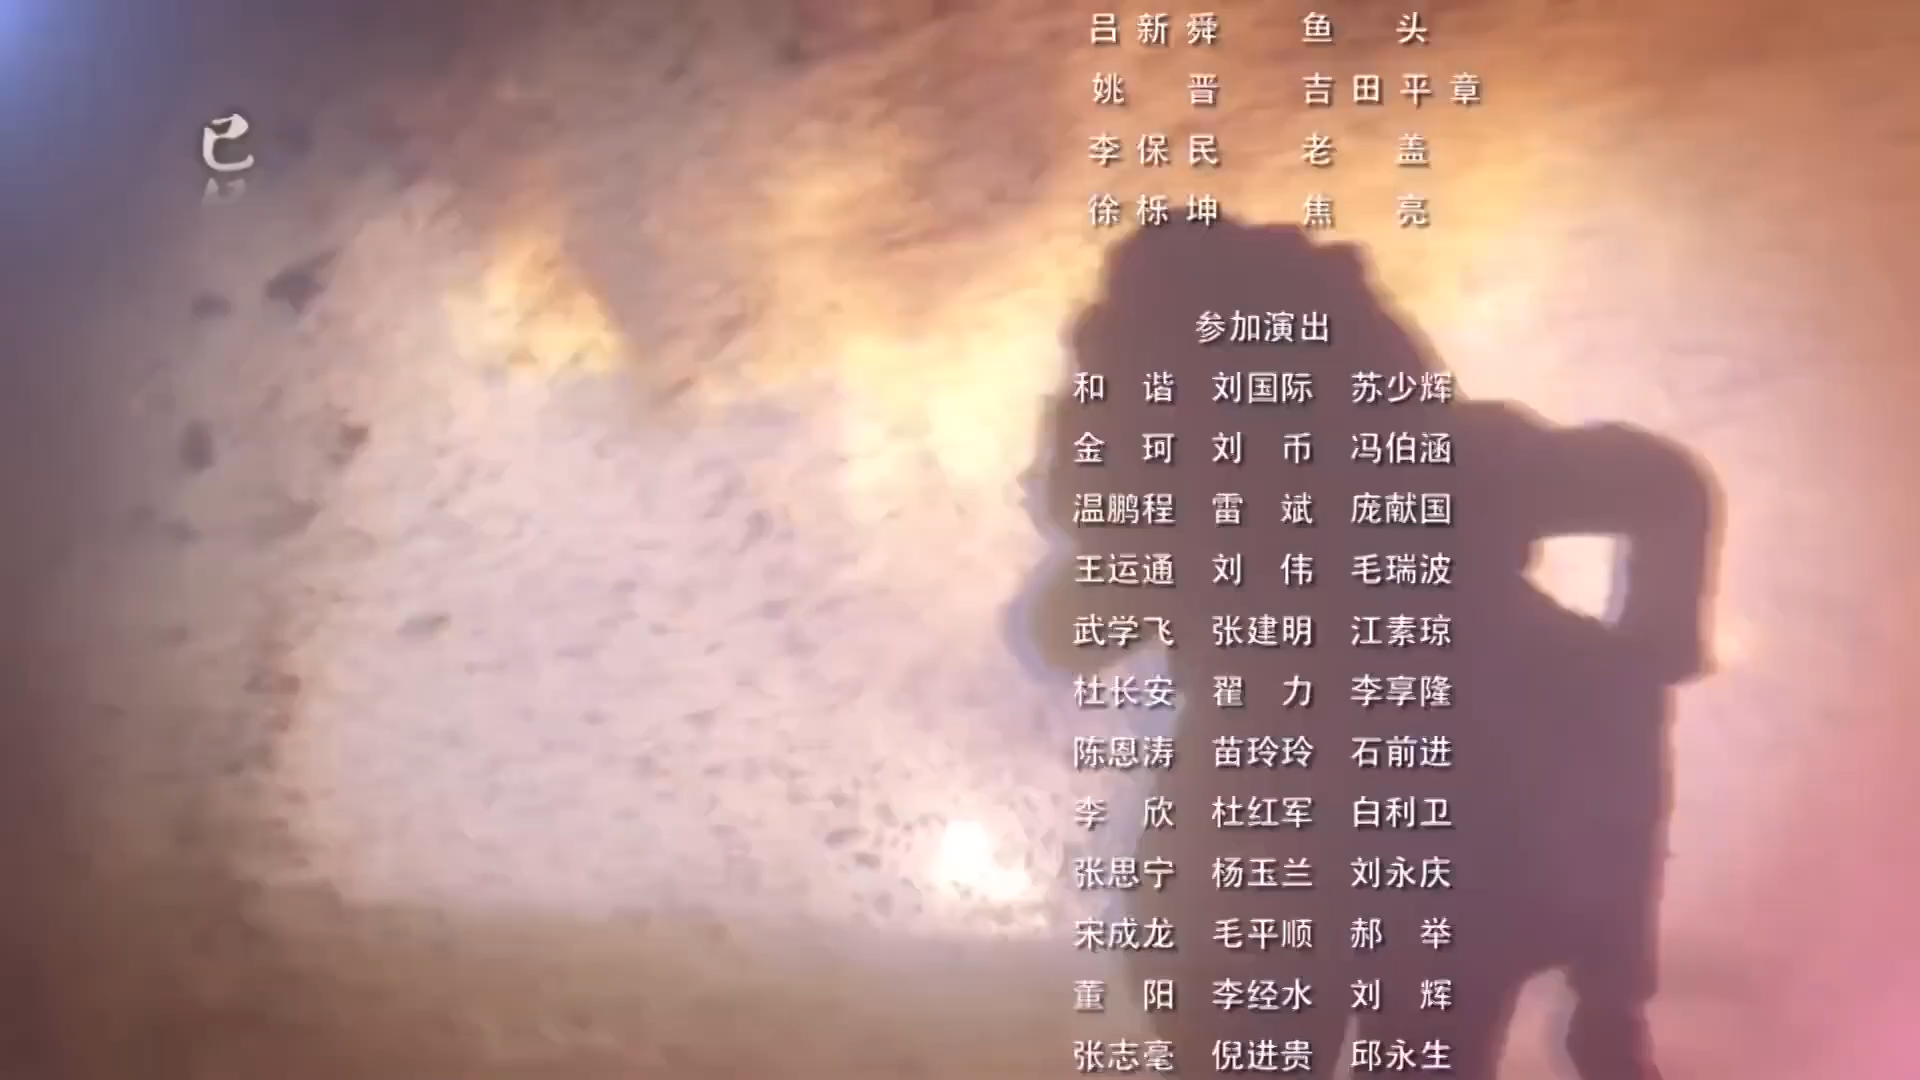 已
吕新舜 鱼头
姚晋 吉田平章
李保民 老盖
徐栎坤 焦亮
参加演出
和谐 刘国际 苏少辉
金珂 刘币 冯伯涵
温鹏程 雷斌 庞献国
王运通 刘伟 毛瑞波
武学飞 张建明 江素琼
杜长安 翟力 李享隆
陈恩涛 苗玲玲 石前进
李欣 杜红军 白利卫
张思宁 杨玉兰 刘永庆
宋成龙 毛平顺 郝举
董阳 李经水 刘辉
张志毫 倪进贵 邱永生